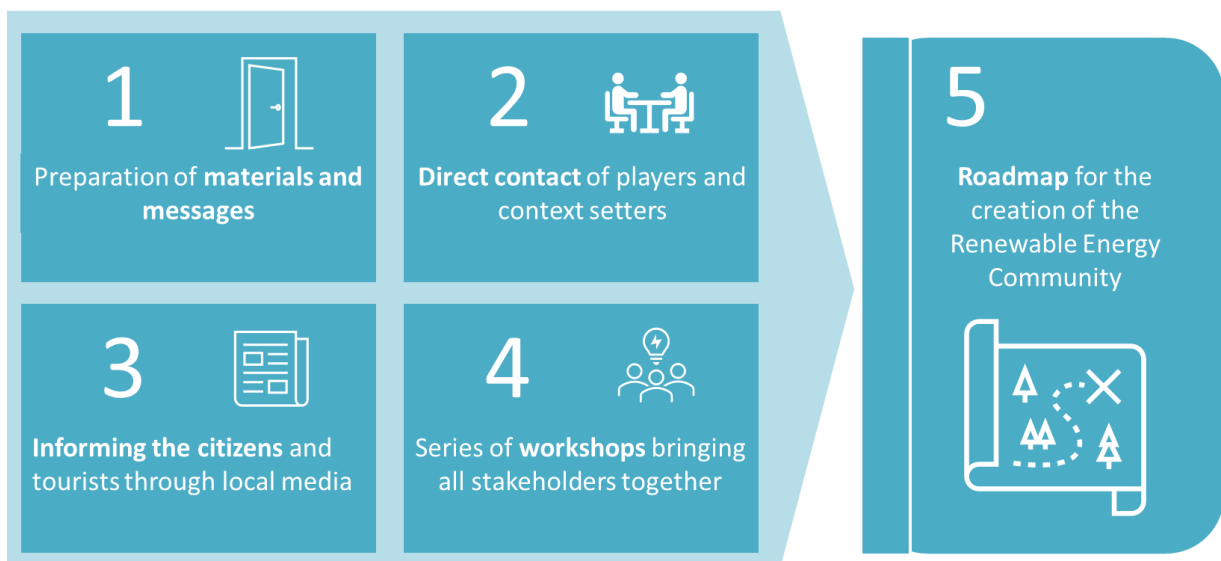 1
Preparation of materials and
messages
2
Direct contact of players and
context setters
3
Informing the citizens and
tourists through local media
4
Series of workshops bringing
all stakeholders together
5
Roadmap for the
creation of the
Renewable Energy
Community